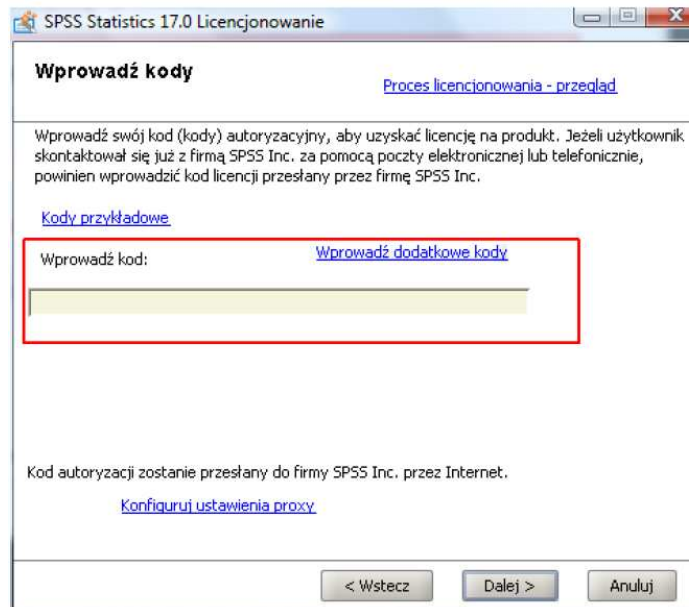 SPSS Statistics 17.0 Licencjonowanie
Wprowadź kody
Proces licencjonowania - przegląd
Wprowadź swój kod (kody) autoryzacyjny, aby uzyskać licencję na produkt. Jeżeli użytkownik
skontaktował się już z firmą SPSS Inc. za pomocą poczty elektronicznej lub telefonicznie,
powinien wprowadzić kod licencji przesłany przez firmę SPSS Inc.
Kody przykładowe
Wprowadź kod:
Wprowadź dodatkowe kody
Kod autoryzacji zostanie przesłany do firmy SPSS Inc. przez Internet.
Konfiguruj ustawienia proxy
< Wstecz
Dalej >
Anuluj